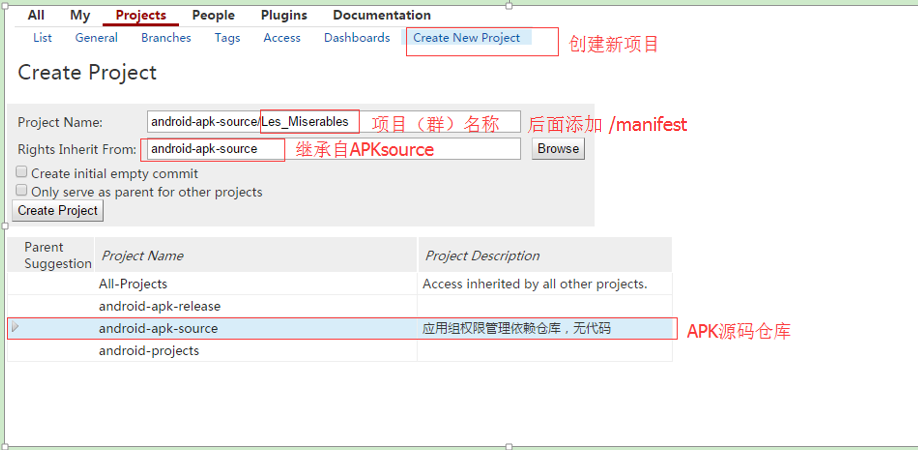 All My Projects People Plugins Documentation
List General Branches Tags Access Dashboards Create New Project 创建新项目
Create Project
Project Name: android-apk-source/Les_Miserables 项目（群）名称 后面添加 /manifest
Rights Inherit From: android-apk-source 继承自APKsource Browse
Create initial empty commit
Only serve as parent for other projects
Create Project
Parent Suggestion Project Name Project Description
All-Projects Access inherited by all other projects.
android-apk-release
android-apk-source 应用组权限管理依赖仓库，无代码 APK源码仓库
android-projects